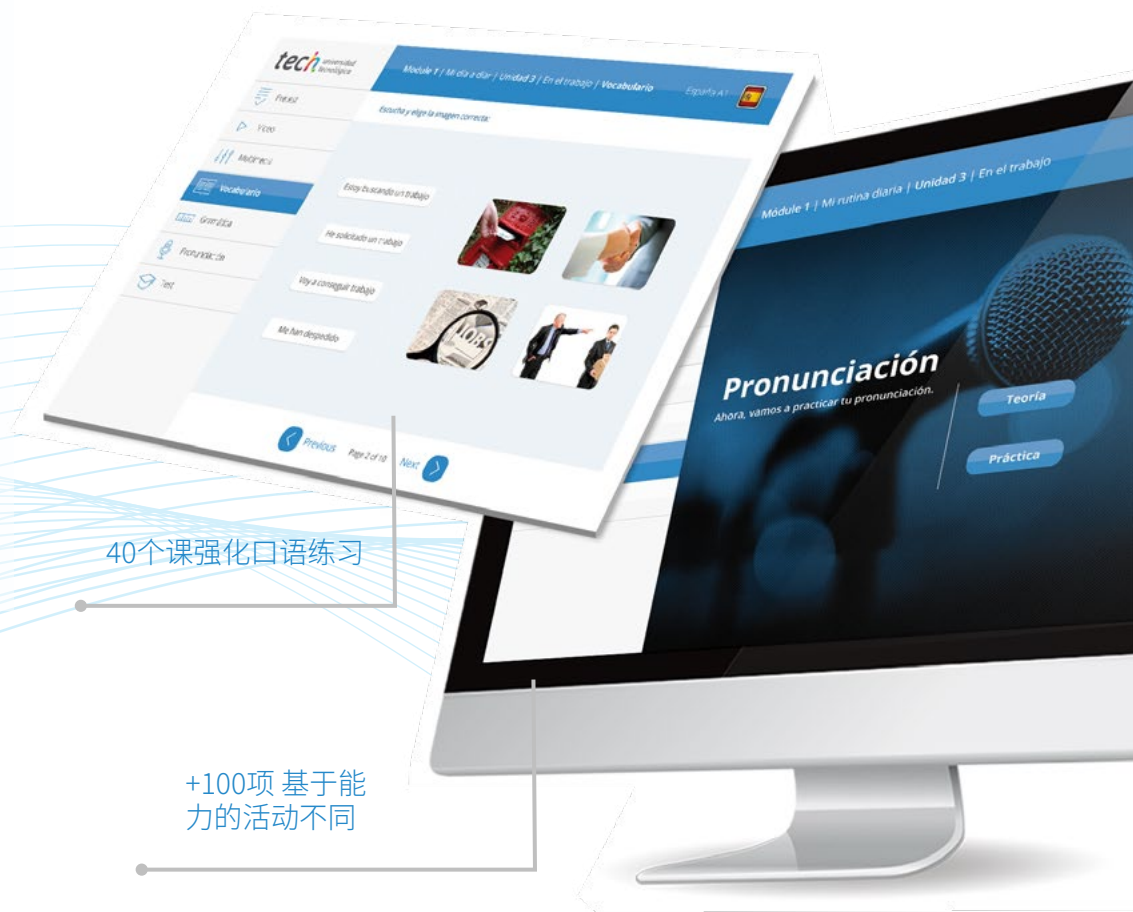 tech universidad
tecnológica
Module 1 | Mi día a diar | Unidad 3 | En el trabajo | Vocabulario
España A1
Escucha y elige la imagen correcta:
Pretest
Vídeo
Multimedia
Vocabulario
Gramática
Pronunciación
Test
Estoy buscando un trabajo
He solicitado un trabajo
Voy a conseguir trabajo
Me han despedido
JOBS
Previous
Page 2 of 10
Next
Módule 1 | Mi rutina diaria | Unidad 3 | En el trabajo
Pronunciación
Ahora, vamos a practicar tu pronunciación.
Teoría
Práctica
40个课强化口语练习
+100项 基于能
力的活动不同